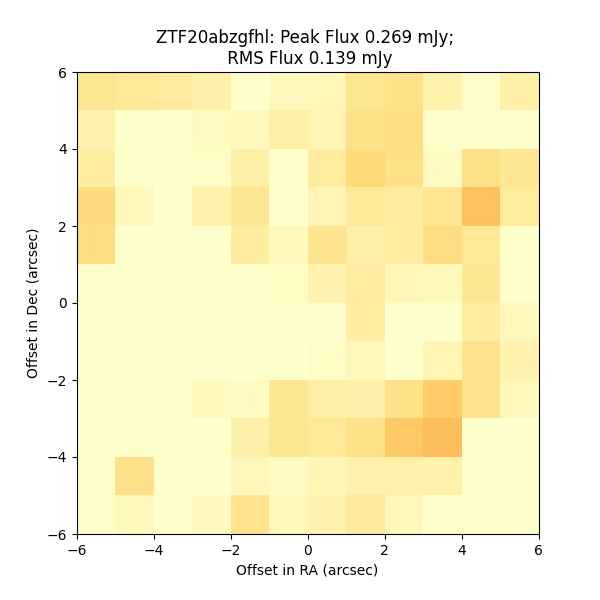 ZTF20abzgfhl: Peak Flux 0.269 mJy;
RMS Flux 0.139 mJy
6
4
2
0
−2
−4
−6
Offset in Dec (arcsec)
−6 −4 −2 0 2 4 6
Offset in RA (arcsec)